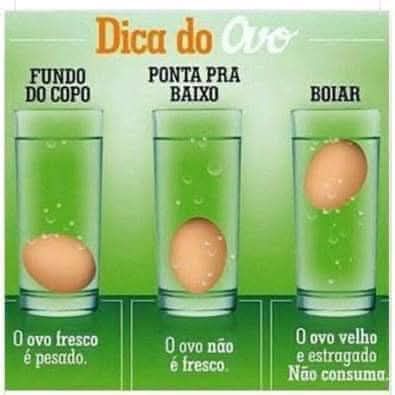 Dica do Ovo
FUNDO
DO COPO
PONTA PRA
BAIXO
BOIAR
O ovo fresco
é pesado.
O ovo não
é fresco.
O ovo velho
e estragado
Não consuma.